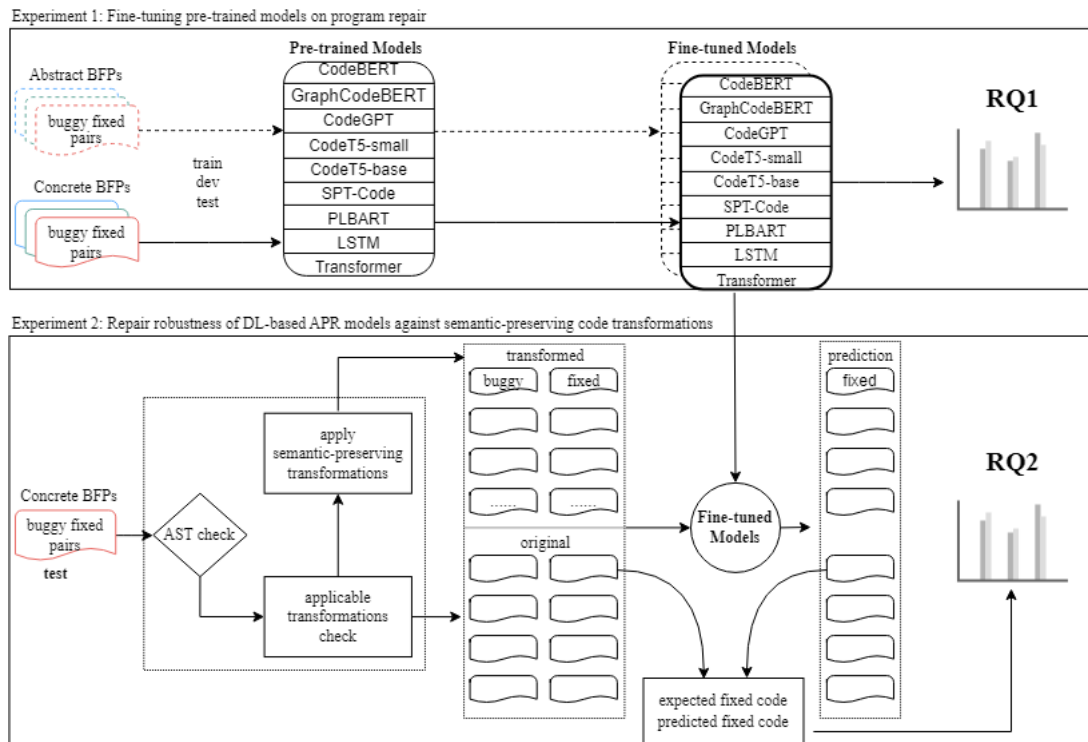 Experiment 1: Fine-tuning pre-trained models on program repair
Abstract BFPs
buggy fixed
pairs
Concrete BFPs
buggy fixed
pairs
train
dev
test
Pre-trained Models
CodeBERT
GraphCodeBERT
CodeGPT
CodeT5-small
CodeT5-base
SPT-Code
PLBART
LSTM
Transformer
Fine-tuned Models
CodeBERT
GraphCodeBERT
CodeGPT
CodeT5-small
CodeT5-base
SPT-Code
PLBART
LSTM
Transformer
RQ1
Experiment 2: Repair robustness of DL-based APR models against semantic-preserving code transformations
Concrete BFPs
buggy fixed
pairs
test
AST check
apply
semantic-preserving
transformations
applicable
transformations
check
transformed
buggy
fixed
......
......
original
Fine-tuned
Models
prediction
fixed
expected fixed code
predicted fixed code
RQ2